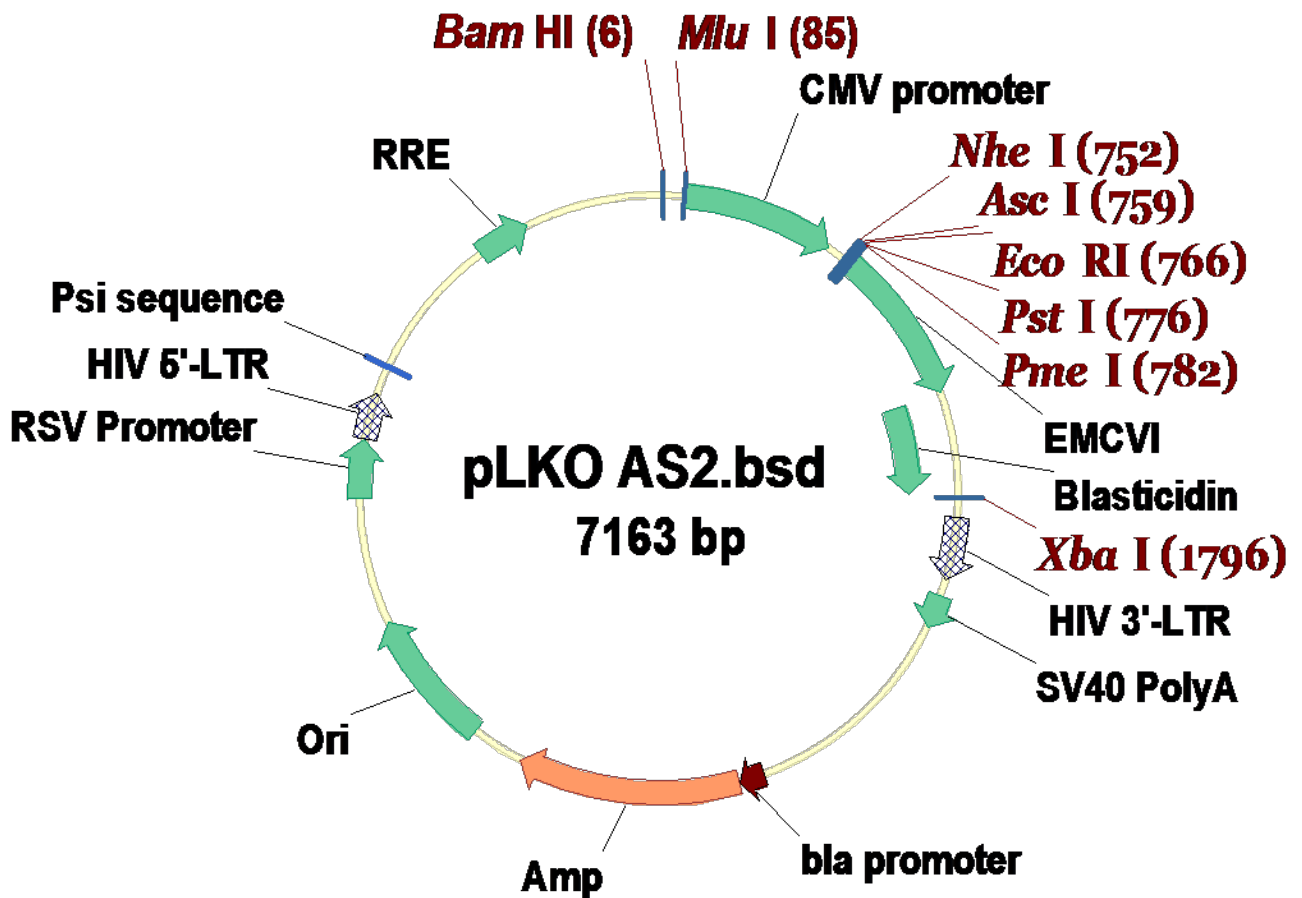 Bam HI (6)
Mlu I (85)
CMV promoter
RRE
Nhe I (752)
Asc I (759)
Eco RI (766)
Pst I (776)
Pme I (782)
Psi sequence
HIV 5'-LTR
RSV Promoter
EMCVI
pLKO AS2.bsd
7163 bp
Blasticidin
Xba I (1796)
HIV 3'-LTR
SV40 PolyA
Ori
Amp
bla promoter